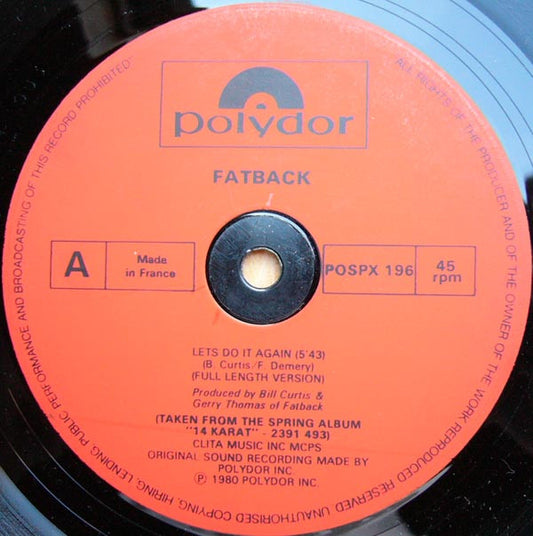 polydor
FATBACK
A
Made
in France
POSPX 196
45
rpm
LETS DO IT AGAIN (5'43)
(B. Curtis/F. Demery)
(FULL LENGTH VERSION)
Produced by Bill Curtis &
Gerry Thomas of Fatback
(TAKEN FROM THE SPRING ALBUM
"14 KARAT" - 2391 493)
CLITA MUSIC INC MCPS
ORIGINAL SOUND RECORDING MADE BY
POLYDOR INC
Ⓟ 1980 POLYDOR INC
ALL RIGHTS OF THE PRODUCER AND OF THE OWNER OF THE WORK REPRODUCED RESERVED UNAUTHORISED COPYING, HIRING, LENDING PUBLIC PERFORMANCE AND BROADCASTING OF THIS RECORD PROHIBITED